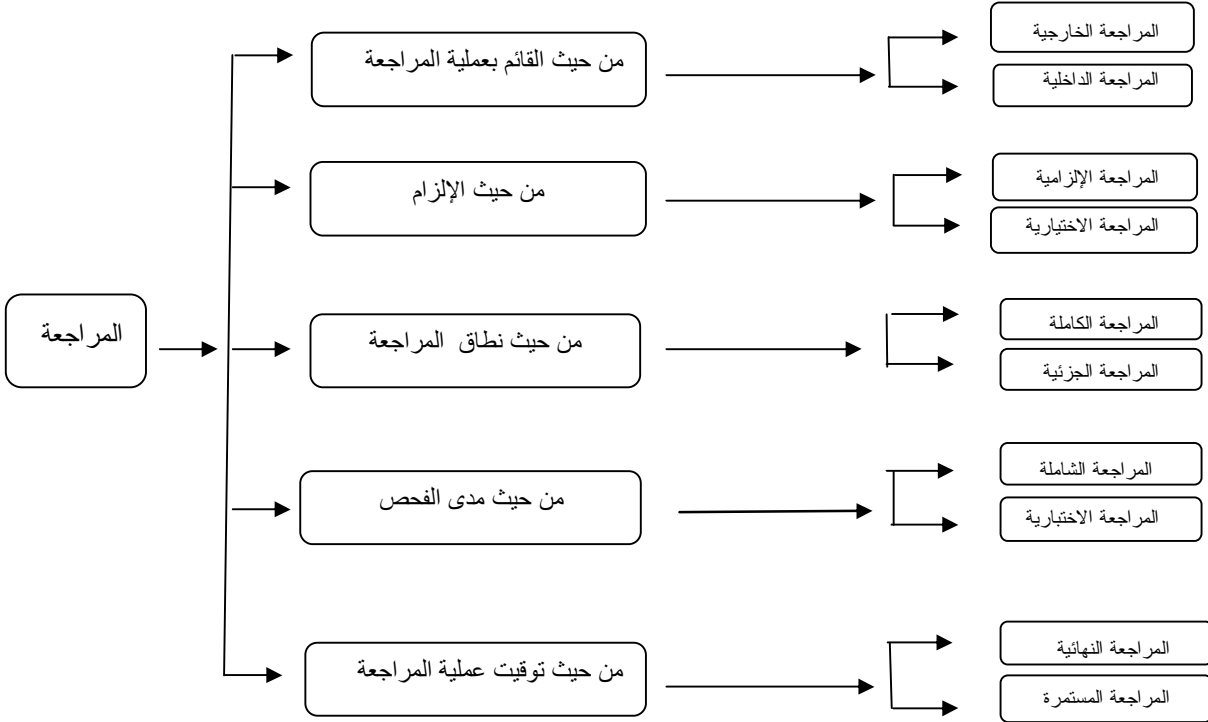 المراجعة
من حيث القائم بعملية المراجعة
المراجعة الخارجية
المراجعة الداخلية
من حيث الإلزام
المراجعة الإلزامية
المراجعة الاختيارية
من حيث نطاق المراجعة
المراجعة الكاملة
المراجعة الجزئية
من حيث مدى الفحص
المراجعة الشاملة
المراجعة الاختبارية
من حيث توقيت عملية المراجعة
المراجعة النهائية
المراجعة المستمرة